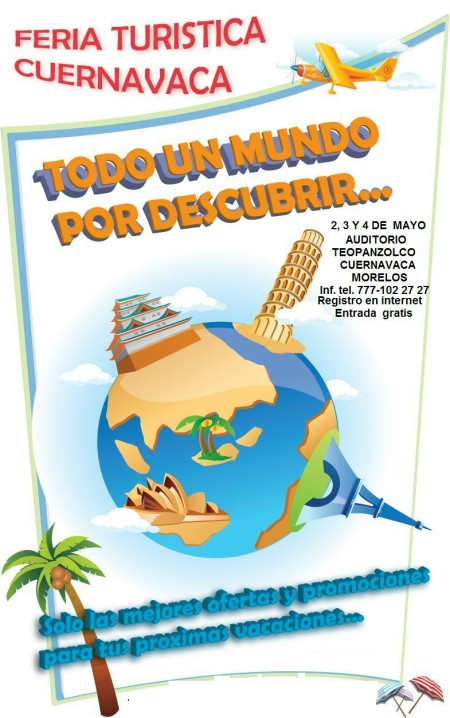 FERIA TURISTICA
CUERNAVACA
TODO UN MUNDO
POR DESCUBRIR...
2, 3 Y 4 DE MAYO
AUDITORIO
TEOPANZOLCO
CUERNAVACA
MORELOS
Inf. tel. 777-102 27 27
Registro en internet
Entrada gratis
Solo las mejores ofertas y promociones
para tus proximas vacaciones...